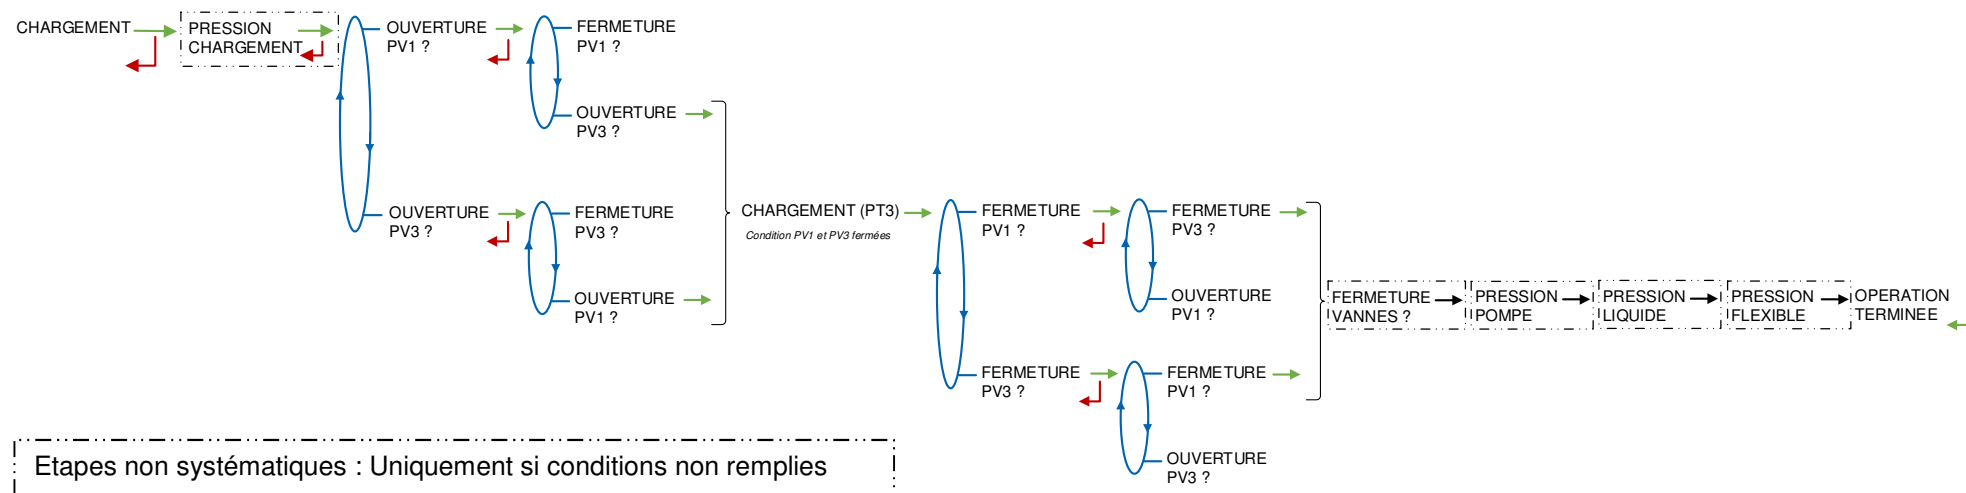 CHARGEMENT
PRESSION
CHARGEMENT
OUVERTURE
PV1 ?
FERMETURE
PV1 ?
OUVERTURE
PV3 ?
OUVERTURE
PV3 ?
FERMETURE
PV3 ?
OUVERTURE
PV1 ?
CHARGEMENT (PT3)
Condition PV1 et PV3 fermées
FERMETURE
PV1 ?
FERMETURE
PV3 ?
OUVERTURE
PV1 ?
FERMETURE
PV3 ?
FERMETURE
PV1 ?
OUVERTURE
PV3 ?
FERMETURE
VANNES ?
PRESSION
POMPE
PRESSION
LIQUIDE
PRESSION
FLEXIBLE
OPERATION
TERMINEE
Etapes non systématiques : Uniquement si conditions non remplies